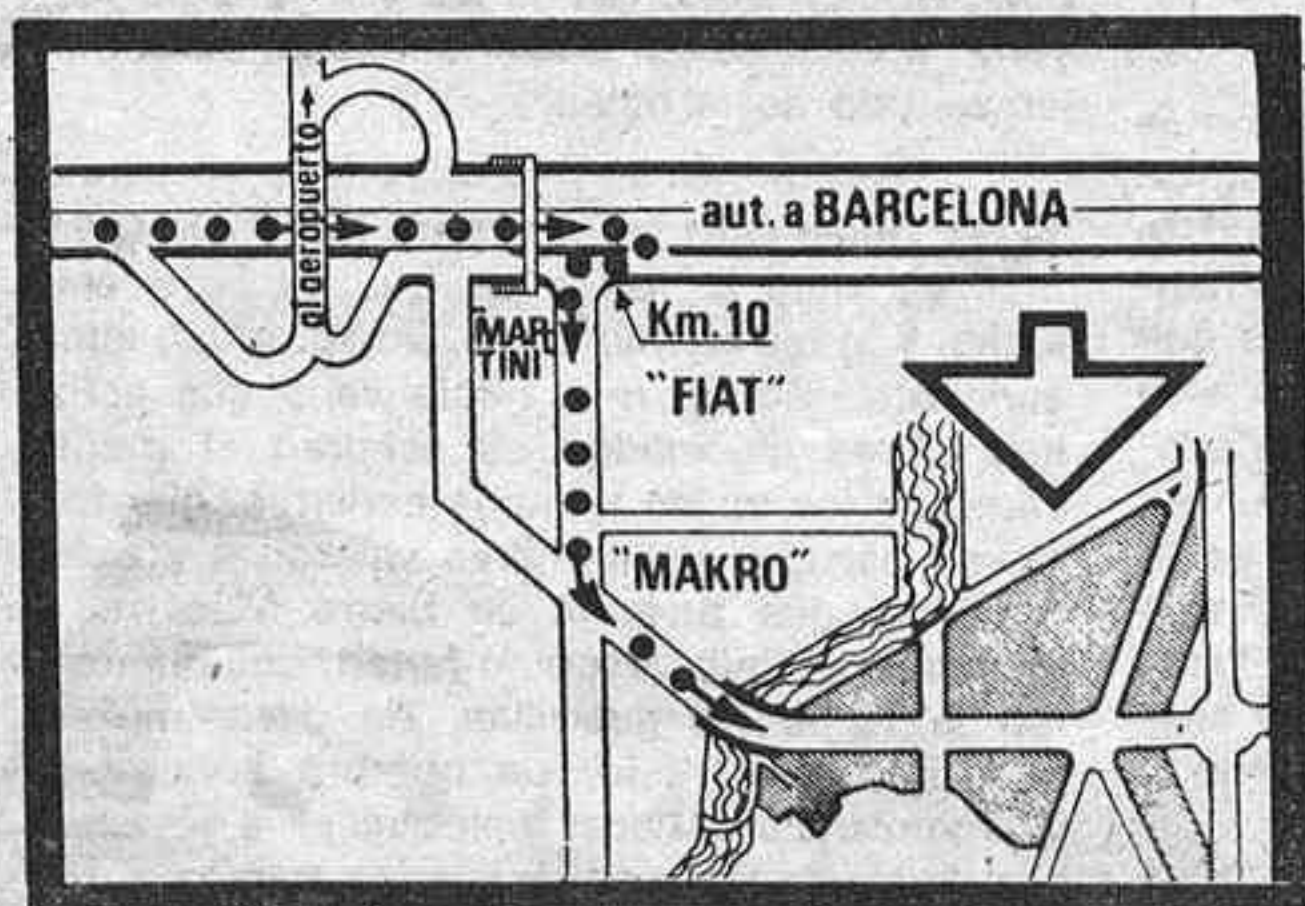 al aeropuerto
aut. a BARCELONA
"MAR
TINI"
Km. 10
"FIAT"
"MAKRO"